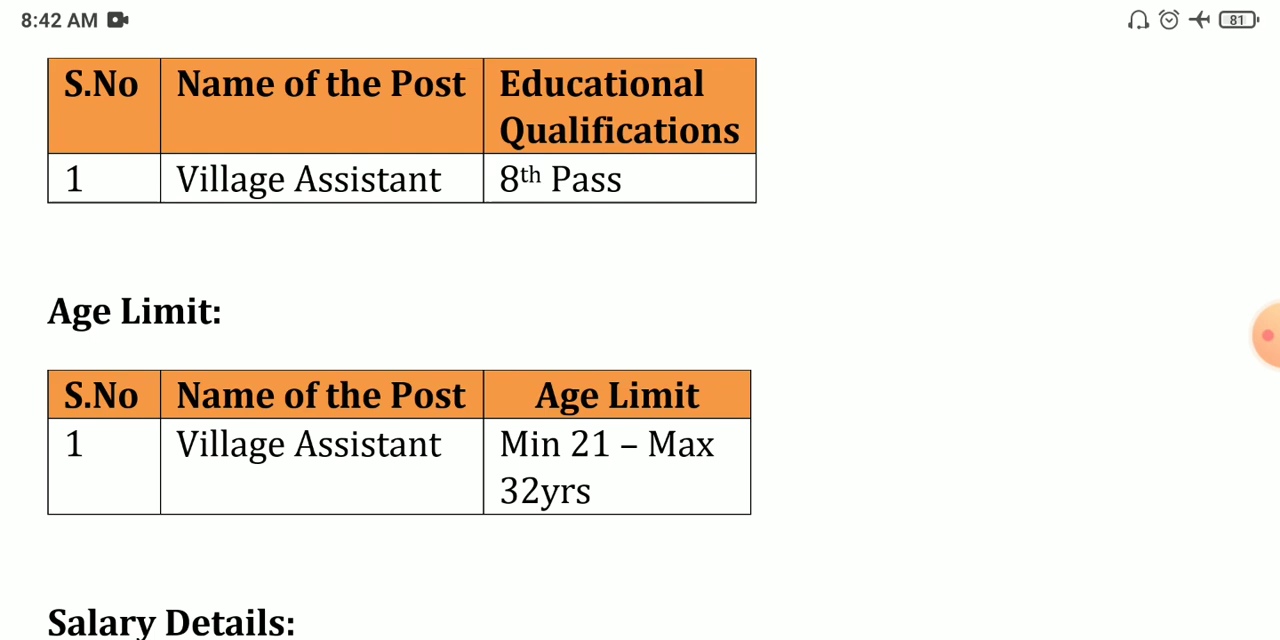 8:42 AM
81
S.No Name of the Post Educational
Qualifications
1 Village Assistant 8th Pass
Age Limit:
S.No Name of the Post Age Limit
1 Village Assistant Min 21 – Max
32yrs
Salary Details: